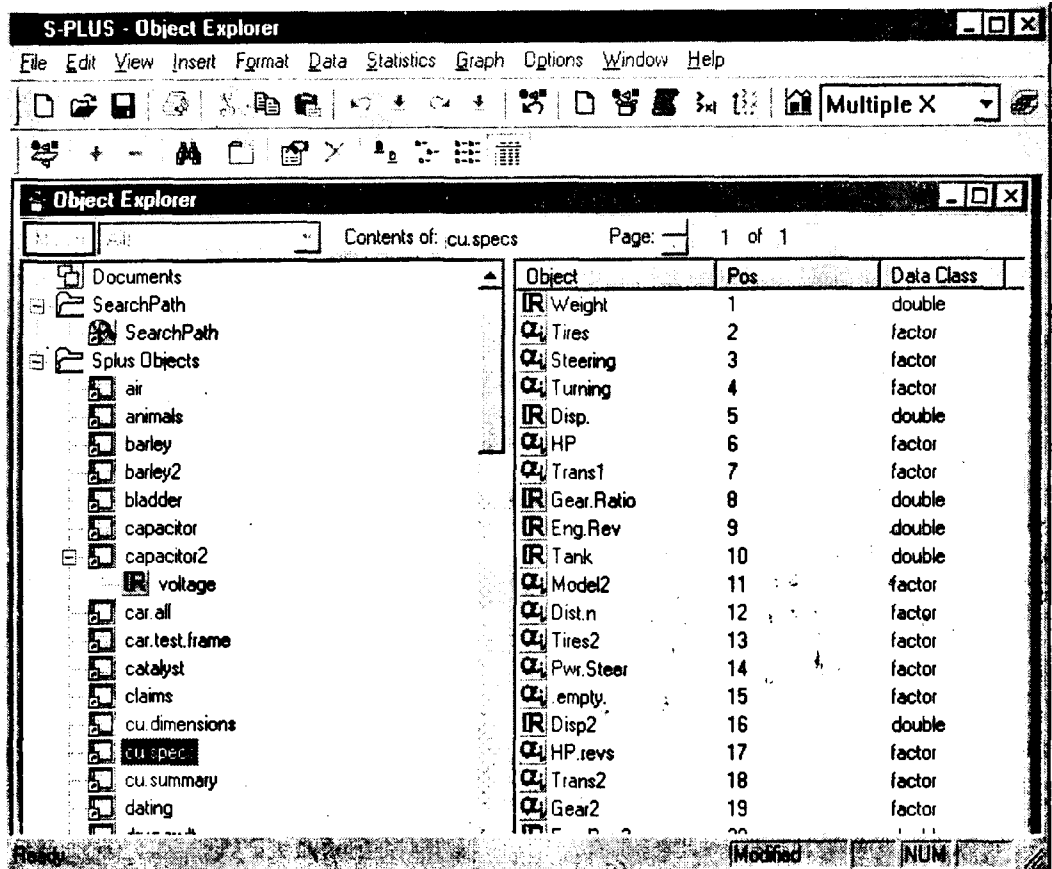 S-PLUS - Object Explorer
File Edit View Insert Format Data Statistics Graph Options Window Help
Multiple X
Object Explorer
All Contents of: cu.specs Page: 1 of 1
Documents
SearchPath
SearchPath
Splus Objects
air
animals
barley
barley2
bladder
capacitor
capacitor2
voltage
car.all
car.test.frame
catalyst
claims
cu.dimensions
cu.specs
cu.summary
dating
Object Pos Data Class
Weight 1 double
Tires 2 factor
Steering 3 factor
Turning 4 factor
Disp. 5 double
HP 6 factor
Trans1 7 factor
Gear.Ratio 8 double
Eng.Rev 9 double
Tank 10 double
Model2 11 factor
Dist.n 12 factor
Tires2 13 factor
Pwr.Steer 14 factor
.empty. 15 factor
Disp2 16 double
HP.revs 17 factor
Trans2 18 factor
Gear2 19 factor
Ready Modified NUM